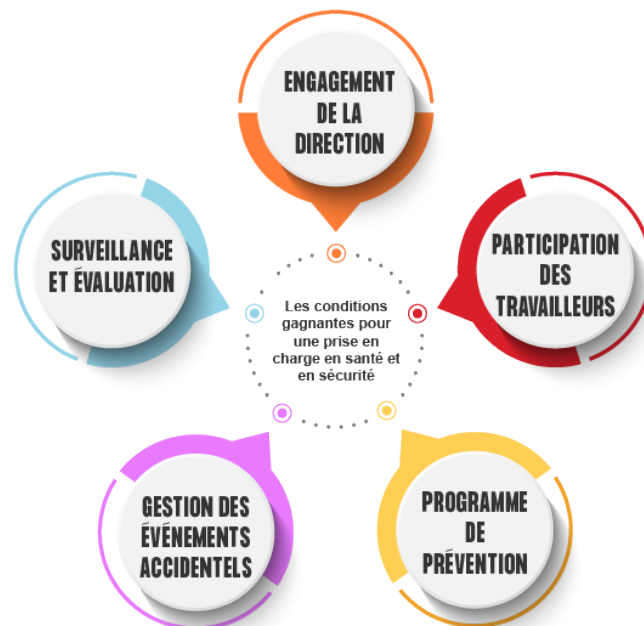 ENGAGEMENT
DE LA
DIRECTION
PARTICIPATION
DES
TRAVAILLEURS
PROGRAMME
DE
PRÉVENTION
GESTION DES
ÉVÉNEMENTS
ACCIDENTELS
SURVEILLANCE
ET ÉVALUATION
Les conditions
gagnantes pour
une prise en
charge en santé et
en sécurité